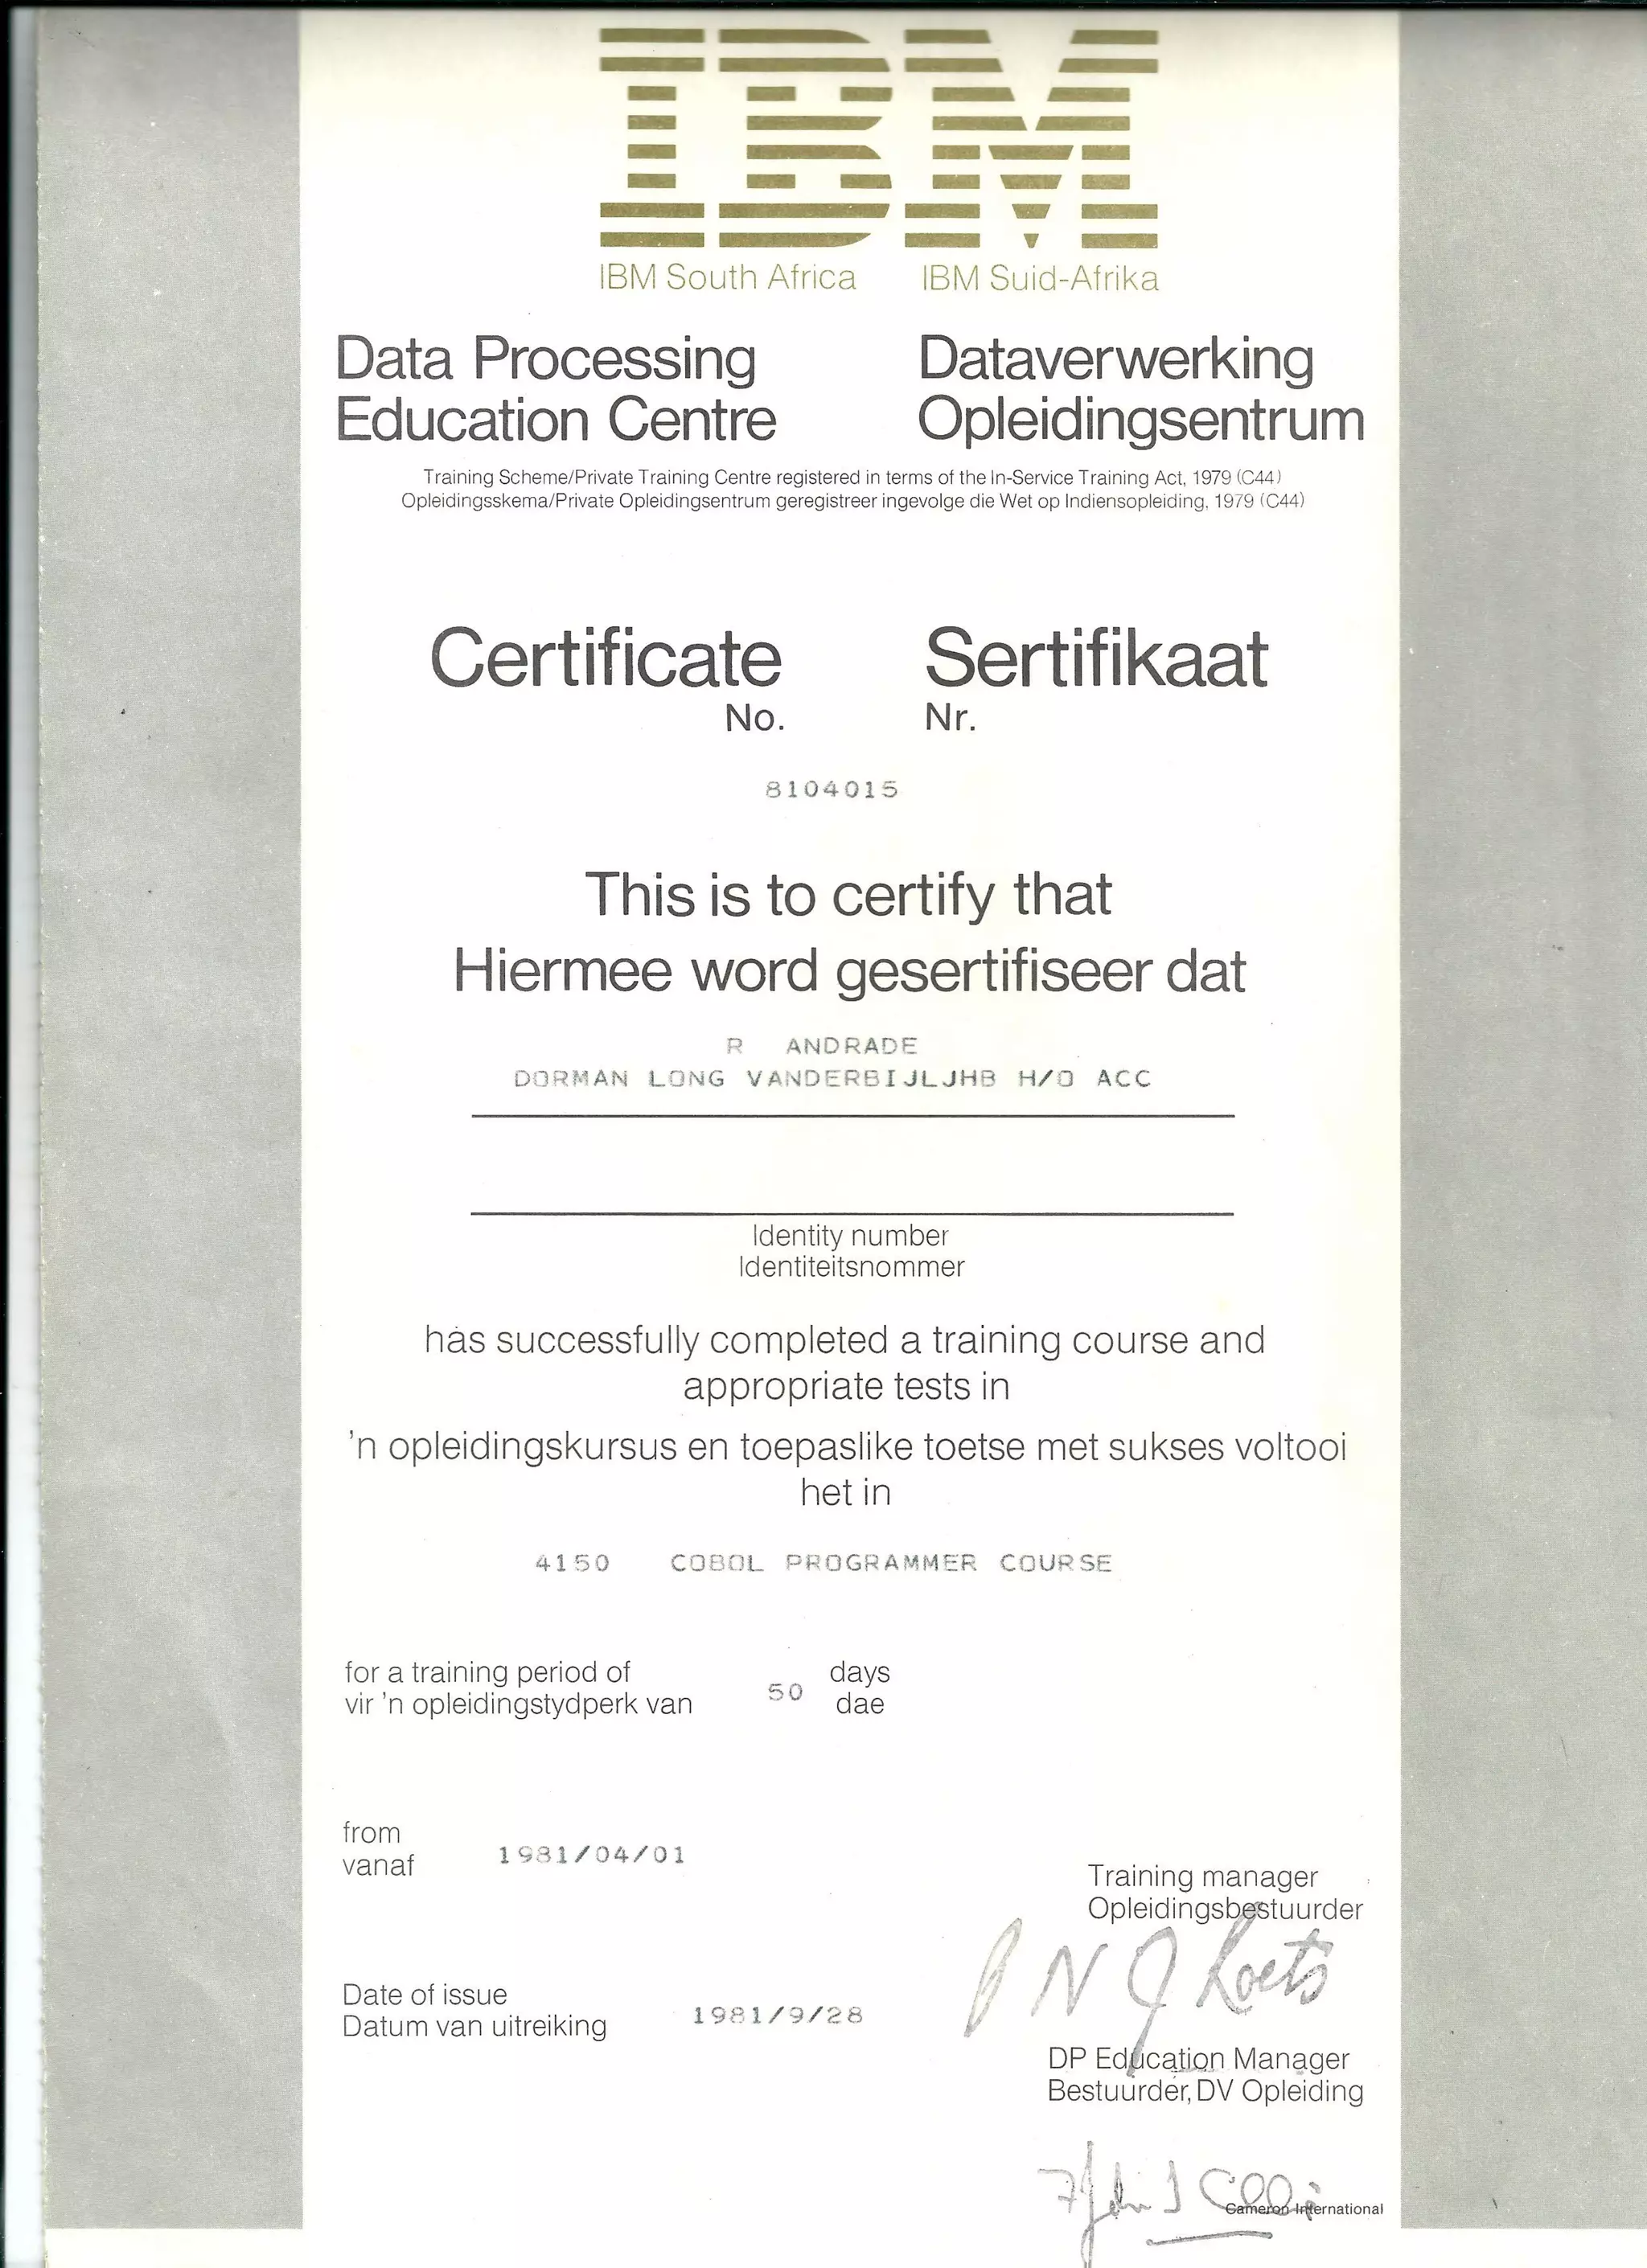 IBM
IBM South Africa IBM Suid-Afrika
Data Processing Education Centre
Dataverwerking Opleidingsentrum
Training Scheme/Private Training Centre registered in terms of the In-Service Training Act, 1979 (C44)
Opleidingsskema/Private Opleidingsentrum geregistreer ingevolge die Wet op Indiensopleiding, 1979 (C44)
Certificate No.
Sertifikaat Nr.
8104015
This is to certify that
Hiermee word gesertifiseer dat
R ANDRADE
DORMAN LONG VANDERBIJLJHB H/O ACC
Identity number
Identiteitsnommer
has successfully completed a training course and
appropriate tests in
'n opleidingskursus en toepaslike toetse met sukses voltooi
het in
4150 COBOL PROGRAMMER COURSE
for a training period of
vir 'n opleidingstydperk van
50
days
dae
from
vanaf
1981/04/01
Training manager
Opleidingsbestuurder
N J Loets
Date of issue
Datum van uitreiking
1981/9/28
DP Education Manager
Bestuurder, DV Opleiding
Cameron International